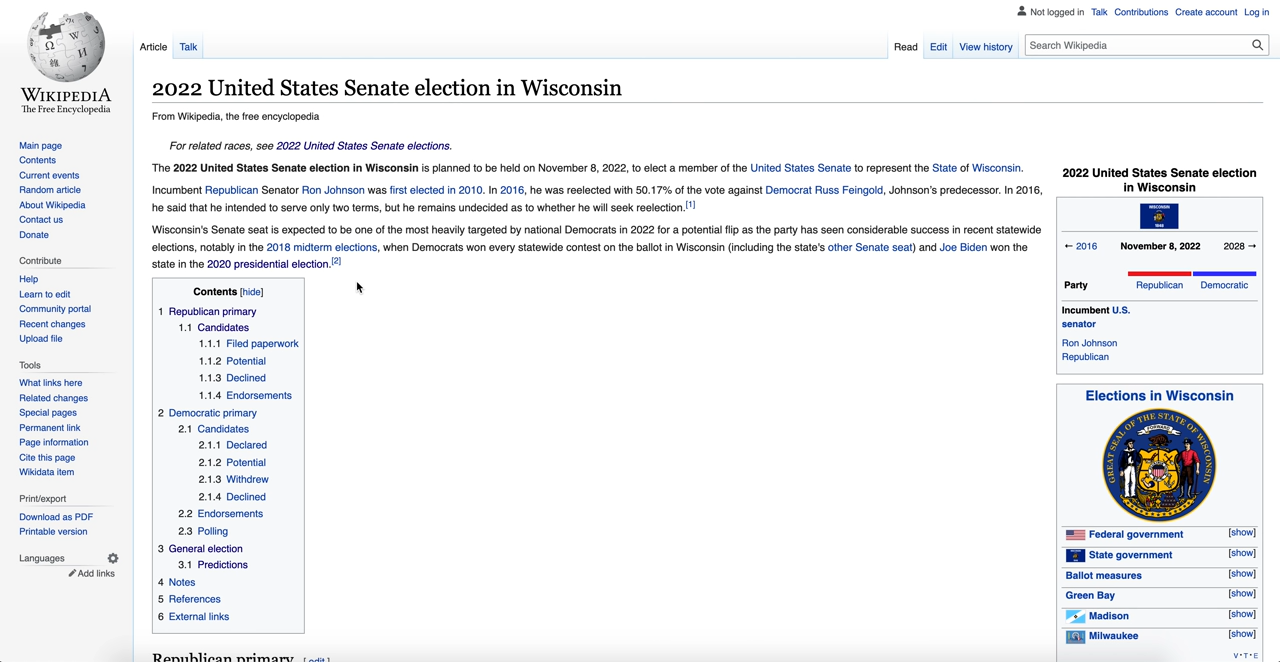 Not logged in Talk Contributions Create account Log in
Article Talk Read Edit View history Search Wikipedia
WIKIPEDIA
The Free Encyclopedia
Main page
Contents
Current events
Random article
About Wikipedia
Contact us
Donate
Contribute
Help
Learn to edit
Community portal
Recent changes
Upload file
Tools
What links here
Related changes
Special pages
Permanent link
Page information
Cite this page
Wikidata item
Print/export
Download as PDF
Printable version
Languages
Add links
2022 United States Senate election in Wisconsin
From Wikipedia, the free encyclopedia
For related races, see 2022 United States Senate elections.
The 2022 United States Senate election in Wisconsin is planned to be held on November 8, 2022, to elect a member of the United States Senate to represent the State of Wisconsin.
Incumbent Republican Senator Ron Johnson was first elected in 2010. In 2016, he was reelected with 50.17% of the vote against Democrat Russ Feingold, Johnson's predecessor. In 2016,
he said that he intended to serve only two terms, but he remains undecided as to whether he will seek reelection.[1]
Wisconsin's Senate seat is expected to be one of the most heavily targeted by national Democrats in 2022 for a potential flip as the party has seen considerable success in recent statewide
elections, notably in the 2018 midterm elections, when Democrats won every statewide contest on the ballot in Wisconsin (including the state's other Senate seat) and Joe Biden won the
state in the 2020 presidential election.[2]
Contents [hide]
1 Republican primary
1.1 Candidates
1.1.1 Filed paperwork
1.1.2 Potential
1.1.3 Declined
1.1.4 Endorsements
2 Democratic primary
2.1 Candidates
2.1.1 Declared
2.1.2 Potential
2.1.3 Withdrew
2.1.4 Declined
2.2 Endorsements
2.3 Polling
3 General election
3.1 Predictions
4 Notes
5 References
6 External links
Republican primary [ edit ]
2022 United States Senate election
in Wisconsin
WISCONSIN
1848
← 2016 November 8, 2022 2028 →
Party Republican Democratic
Incumbent U.S.
senator
Ron Johnson
Republican
Elections in Wisconsin
GREAT SEAL OF THE STATE OF WISCONSIN
FORWARD
Federal government [show]
State government [show]
Ballot measures [show]
Green Bay [show]
Madison [show]
Milwaukee [show]
V·T·E